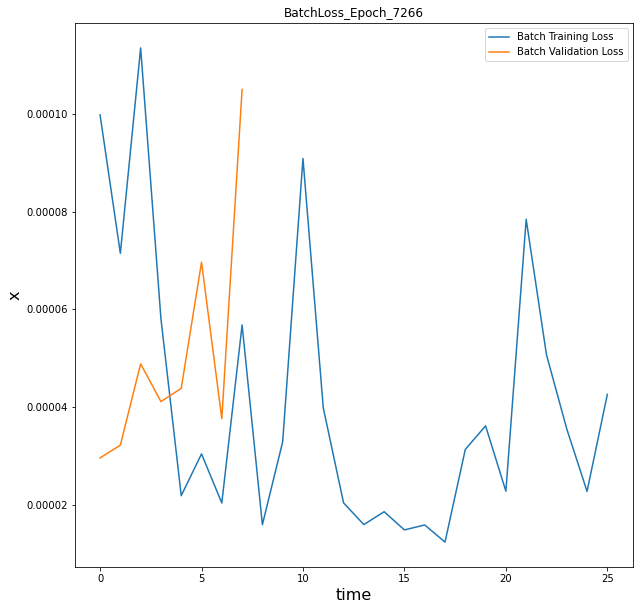 BatchLoss_Epoch_7266
Batch Training Loss
Batch Validation Loss
0.00010
0.00008
0.00006
0.00004
0.00002
x
0 5 10 15 20 25
time